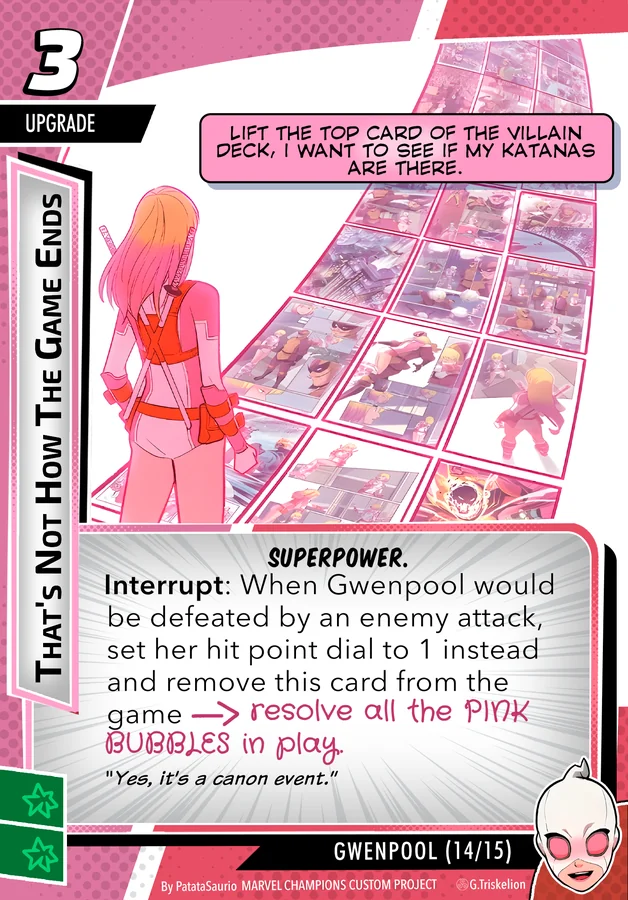 3
UPGRADE
LIFT THE TOP CARD OF THE VILLAIN
DECK, I WANT TO SEE IF MY KATANAS
ARE THERE.
THAT'S NOT HOW THE GAME ENDS
SUPERPOWER.
Interrupt: When Gwenpool would
be defeated by an enemy attack,
set her hit point dial to 1 instead
and remove this card from the
game → resolve all the PINK
BUBBLES in play.
"Yes, it's a canon event."
GWENPOOL (14/15)
By PatataSaurio MARVEL CHAMPIONS CUSTOM PROJECT G.Triskelion